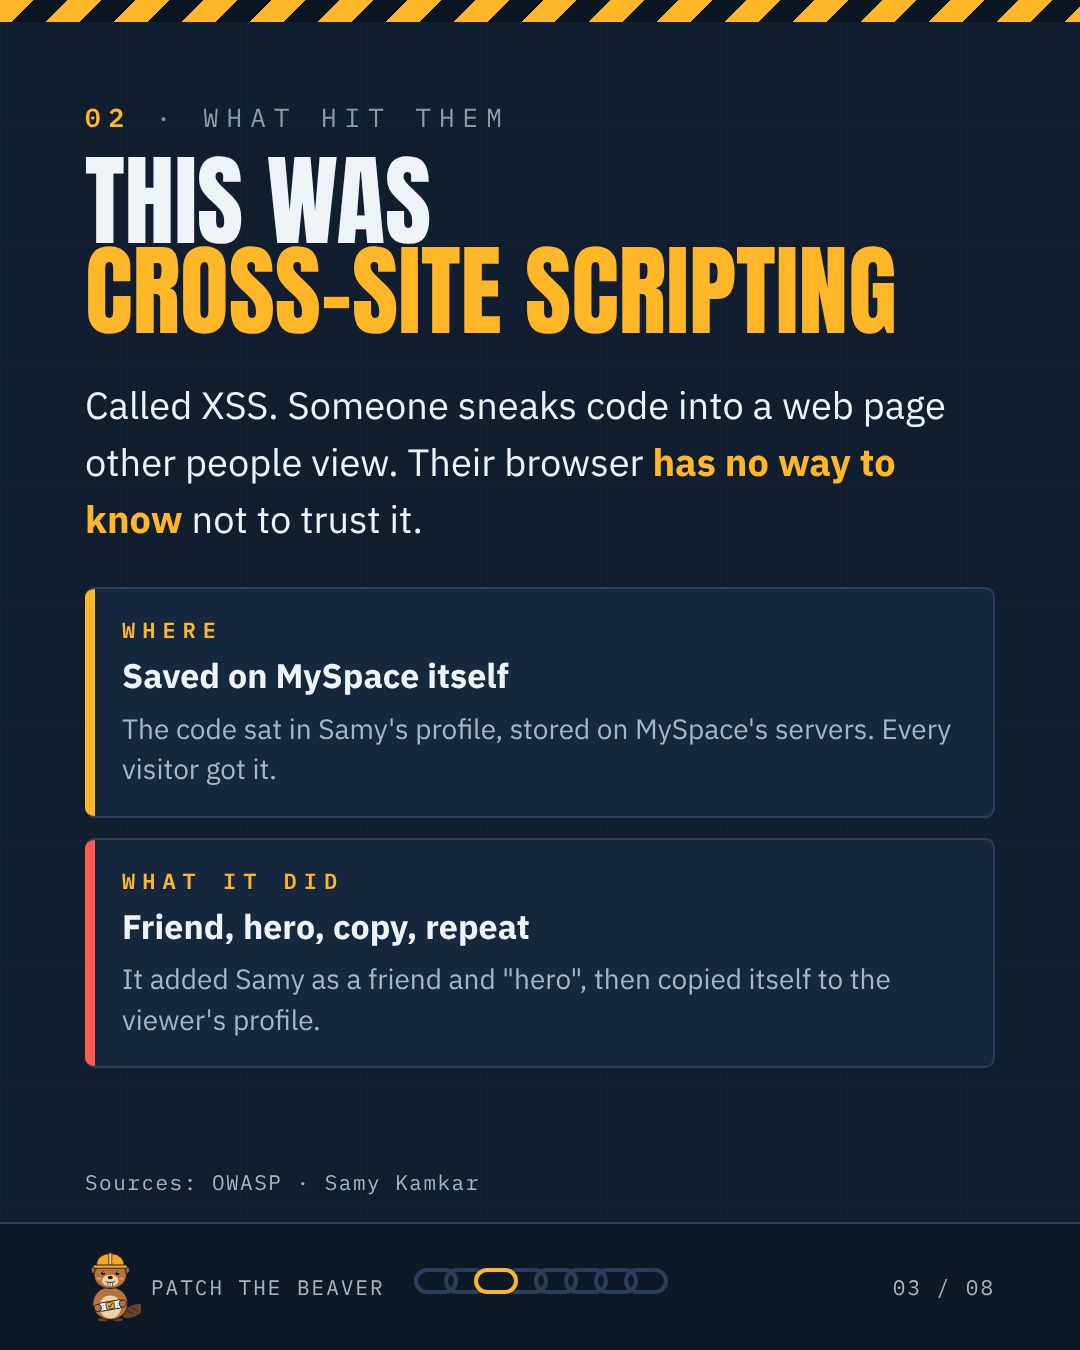 02 · WHAT HIT THEM
THIS WAS
CROSS-SITE SCRIPTING
Called XSS. Someone sneaks code into a web page
other people view. Their browser has no way to
know not to trust it.
WHERE
Saved on MySpace itself
The code sat in Samy's profile, stored on MySpace's servers. Every
visitor got it.
WHAT IT DID
Friend, hero, copy, repeat
It added Samy as a friend and "hero", then copied itself to the
viewer's profile.
Sources: OWASP · Samy Kamkar
PATCH THE BEAVER
03 / 08